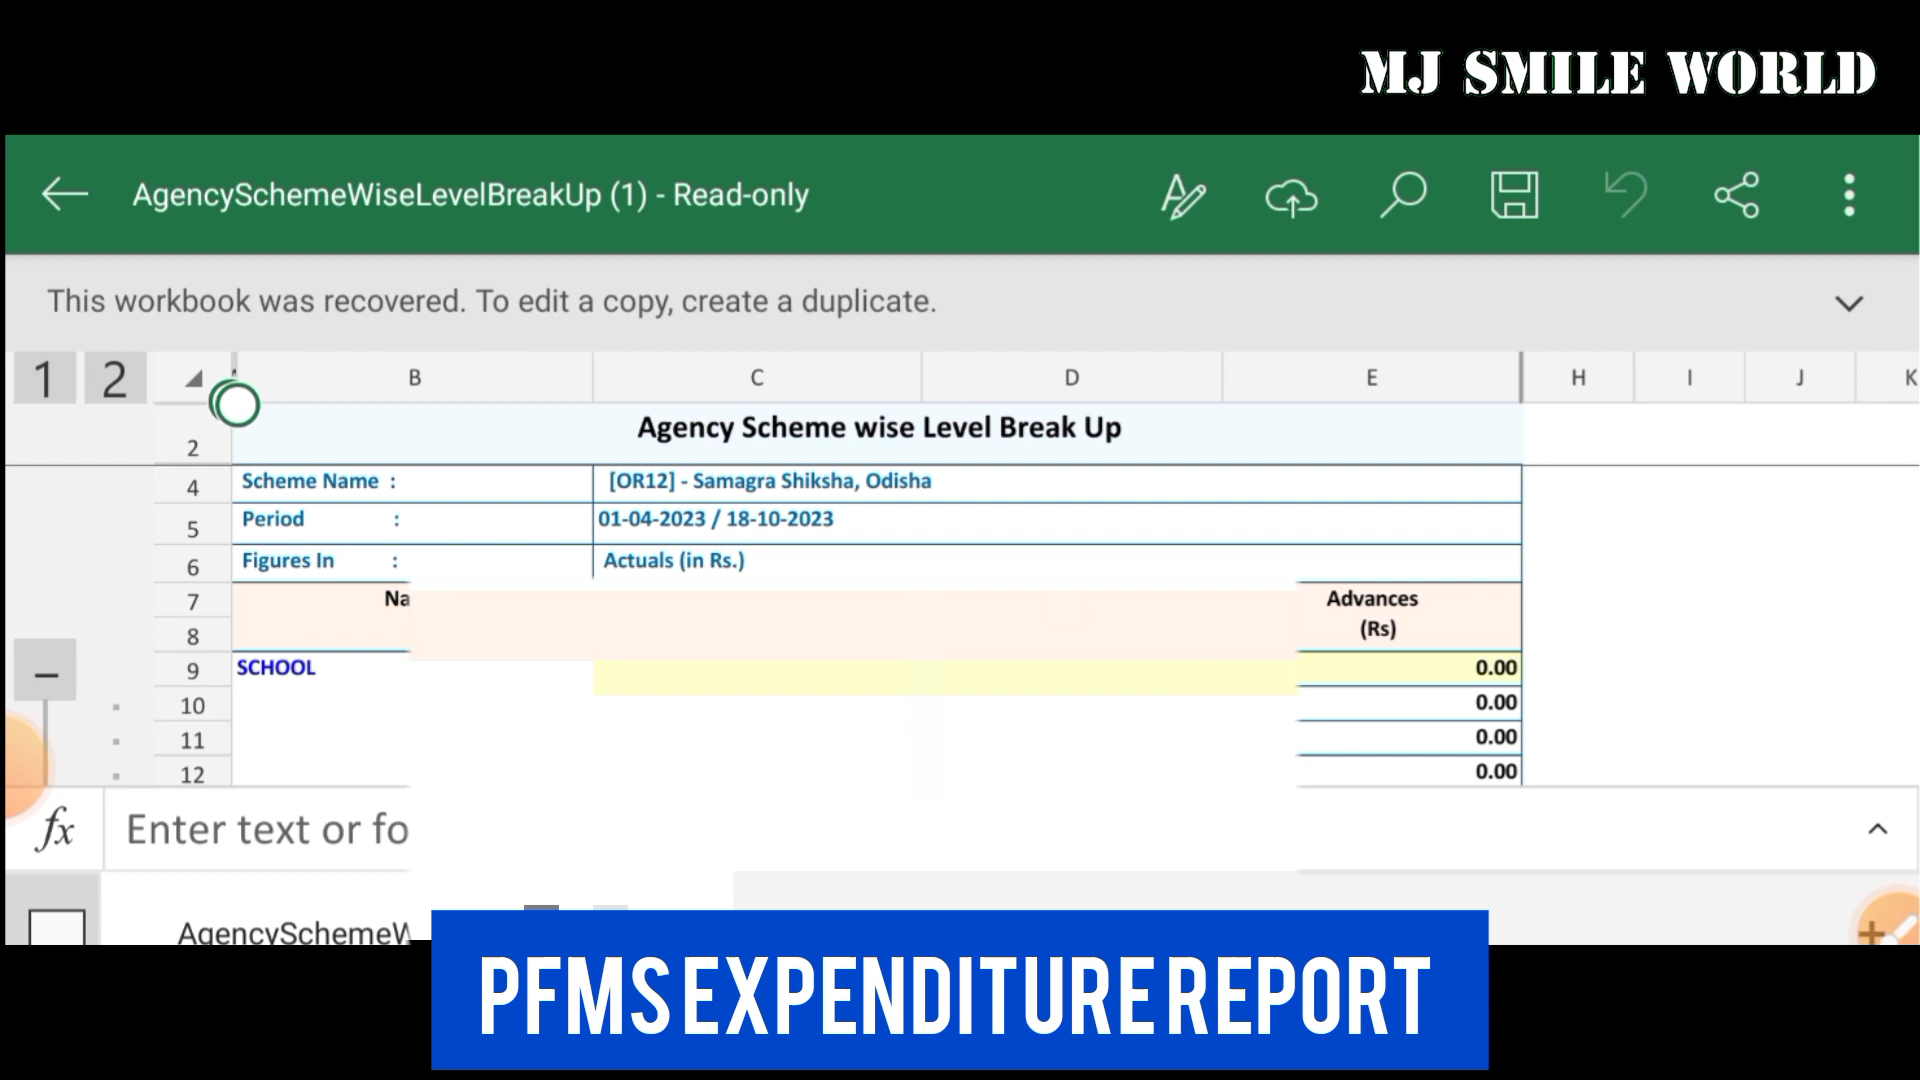 MJ SMILE WORLD
AgencySchemeWiseLevelBreakUp (1) - Read-only
This workbook was recovered. To edit a copy, create a duplicate.
1 2 B C D E H I J K
2 Agency Scheme wise Level Break Up
4 Scheme Name : [OR12] - Samagra Shiksha, Odisha
5 Period : 01-04-2023 / 18-10-2023
6 Figures In : Actuals (in Rs.)
7 Na Advances
8 (Rs)
9 SCHOOL 0.00
10 0.00
11 0.00
12 0.00
fx Enter text or fo
AgencySchemeW
PFMS EXPENDITURE REPORT